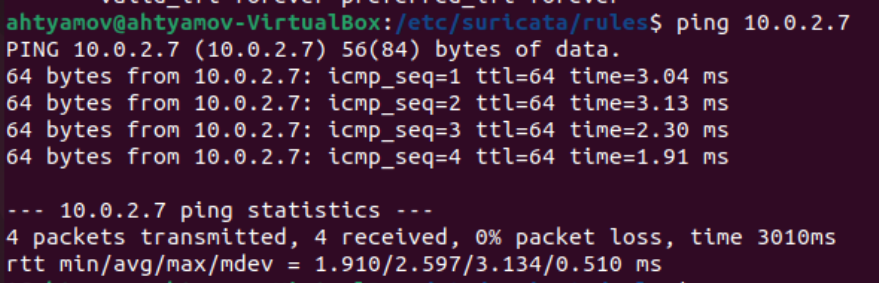 valid_lft forever preferred_lft forever
ahtyamov@ahtyamov-VirtualBox:/etc/suricata/rules$ ping 10.0.2.7
PING 10.0.2.7 (10.0.2.7) 56(84) bytes of data.
64 bytes from 10.0.2.7: icmp_seq=1 ttl=64 time=3.04 ms
64 bytes from 10.0.2.7: icmp_seq=2 ttl=64 time=3.13 ms
64 bytes from 10.0.2.7: icmp_seq=3 ttl=64 time=2.30 ms
64 bytes from 10.0.2.7: icmp_seq=4 ttl=64 time=1.91 ms
--- 10.0.2.7 ping statistics ---
4 packets transmitted, 4 received, 0% packet loss, time 3010ms
rtt min/avg/max/mdev = 1.910/2.597/3.134/0.510 ms